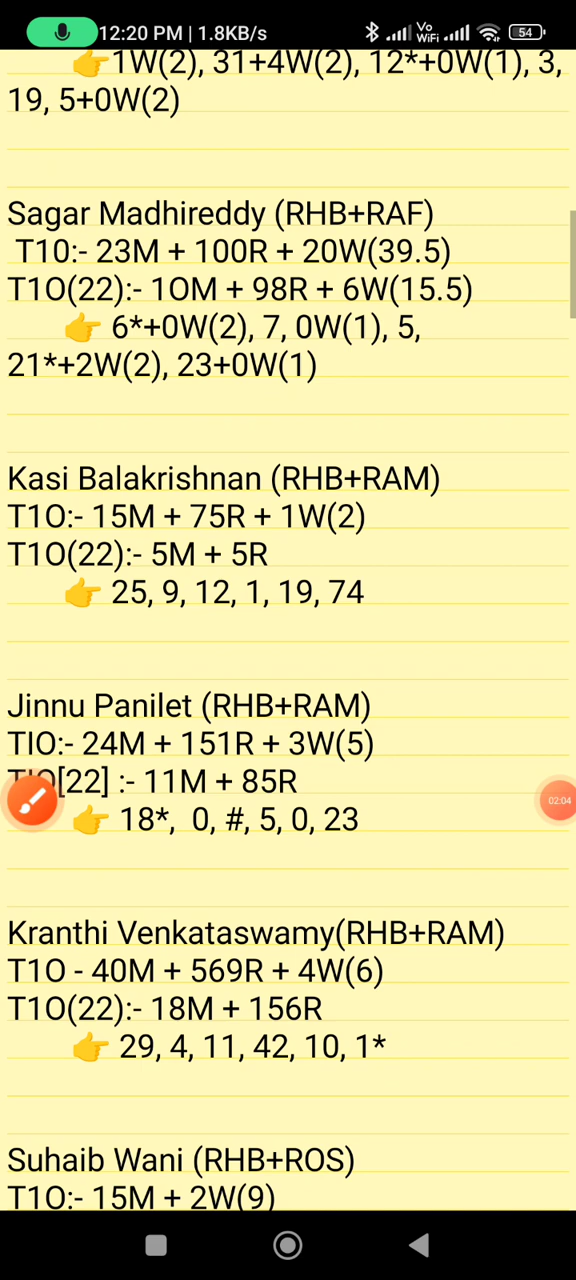 12:20 PM | 1.8KB/s Vo WiFi 54
👉1W(2), 31+4W(2), 12*+0W(1), 3,
19, 5+0W(2)
Sagar Madhireddy (RHB+RAF)
T10:- 23M + 100R + 20W(39.5)
T1O(22):- 1OM + 98R + 6W(15.5)
👉 6*+0W(2), 7, 0W(1), 5,
21*+2W(2), 23+0W(1)
Kasi Balakrishnan (RHB+RAM)
T1O:- 15M + 75R + 1W(2)
T1O(22):- 5M + 5R
👉 25, 9, 12, 1, 19, 74
Jinnu Panilet (RHB+RAM)
TIO:- 24M + 151R + 3W(5)
TIO[22] :- 11M + 85R
👉 18*, 0, #, 5, 0, 23
02:04
Kranthi Venkataswamy(RHB+RAM)
T1O - 40M + 569R + 4W(6)
T1O(22):- 18M + 156R
👉 29, 4, 11, 42, 10, 1*
Suhaib Wani (RHB+ROS)
T1O:- 15M + 2W(9)